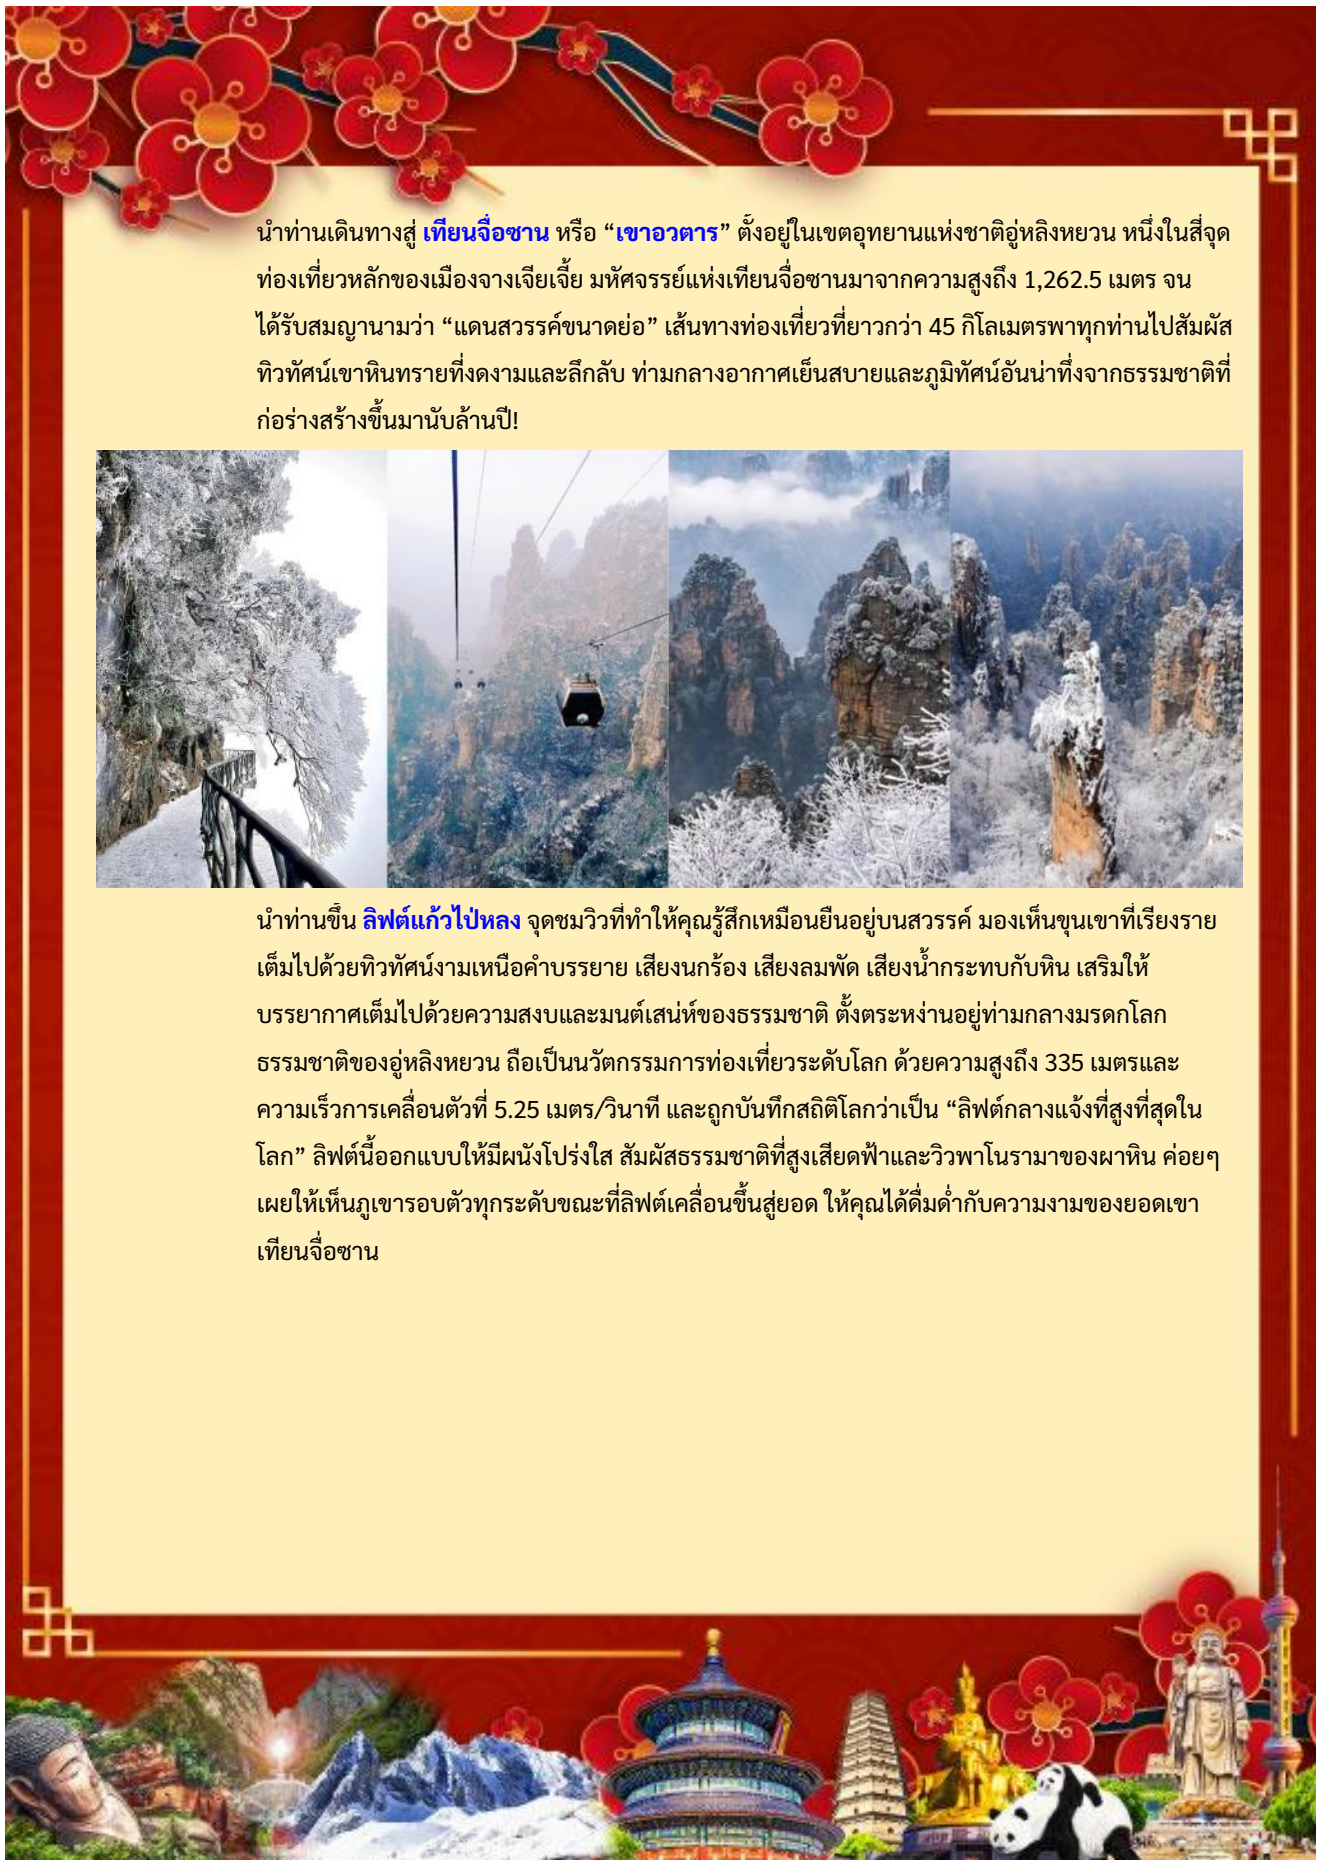 นำท่านเดินทางสู่ เทียนจื่อซาน หรือ “เขาอวตาร” ตั้งอยู่ในเขตอุทยานแห่งชาติอู่หลิงหยวน หนึ่งในสี่จุด
ท่องเที่ยวหลักของเมืองจางเจียเจี้ย มหัศจรรย์แห่งเทียนจื่อซานมาจากความสูงถึง 1,262.5 เมตร จน
ได้รับสมญานามว่า “แดนสวรรค์ขนาดย่อ” เส้นทางท่องเที่ยวที่ยาวกว่า 45 กิโลเมตรพาทุกท่านไปสัมผัส
ทิวทัศน์เขาหินทรายที่งดงามและลึกลับ ท่ามกลางอากาศเย็นสบายและภูมิทัศน์อันน่าทึ่งจากธรรมชาติที่
ก่อร่างสร้างขึ้นมานับล้านปี!
นำท่านขึ้น ลิฟต์แก้วไป่หลง จุดชมวิวที่ทำให้คุณรู้สึกเหมือนยืนอยู่บนสวรรค์ มองเห็นขุนเขาที่เรียงราย
เต็มไปด้วยทิวทัศน์งามเหนือคำบรรยาย เสียงนกร้อง เสียงลมพัด เสียงน้ำกระทบกับหิน เสริมให้
บรรยากาศเต็มไปด้วยความสงบและมนต์เสน่ห์ของธรรมชาติ ตั้งตระหง่านอยู่ท่ามกลางมรดกโลก
ธรรมชาติของอู่หลิงหยวน ถือเป็นนวัตกรรมการท่องเที่ยวระดับโลก ด้วยความสูงถึง 335 เมตรและ
ความเร็วการเคลื่อนตัวที่ 5.25 เมตร/วินาที และถูกบันทึกสถิติโลกว่าเป็น “ลิฟต์กลางแจ้งที่สูงที่สุดใน
โลก” ลิฟต์นี้ออกแบบให้มีผนังโปร่งใส สัมผัสธรรมชาติที่สูงเสียดฟ้าและวิวพาโนรามาของผาหิน ค่อยๆ
เผยให้เห็นภูเขารอบตัวทุกระดับขณะที่ลิฟต์เคลื่อนขึ้นสู่ยอด ให้คุณได้ดื่มด่ำกับความงามของยอดเขา
เทียนจื่อซาน